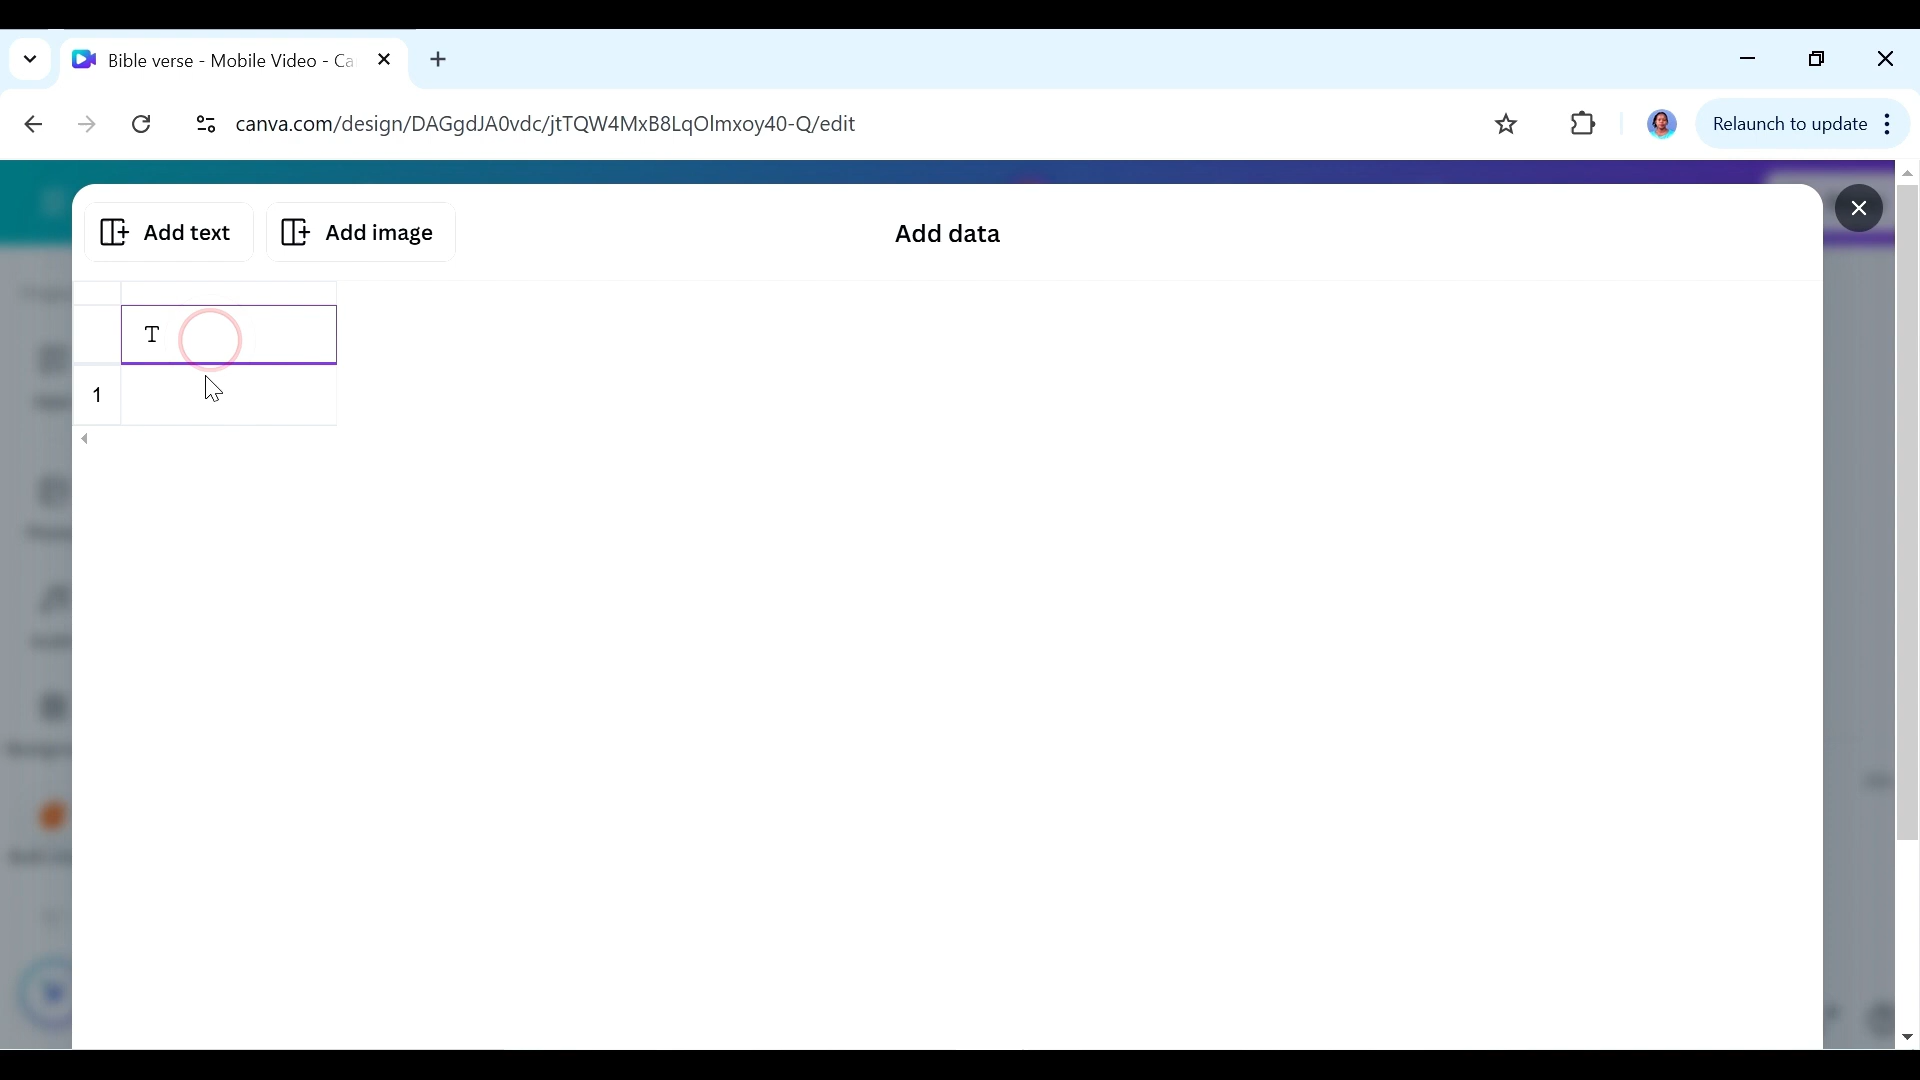 Bible verse - Mobile Video - Ca
canva.com/design/DAGgdJA0vdc/jtTQW4MxB8LqOlmxoy40-Q/edit
Relaunch to update
Add text
Add image
Add data
T
1